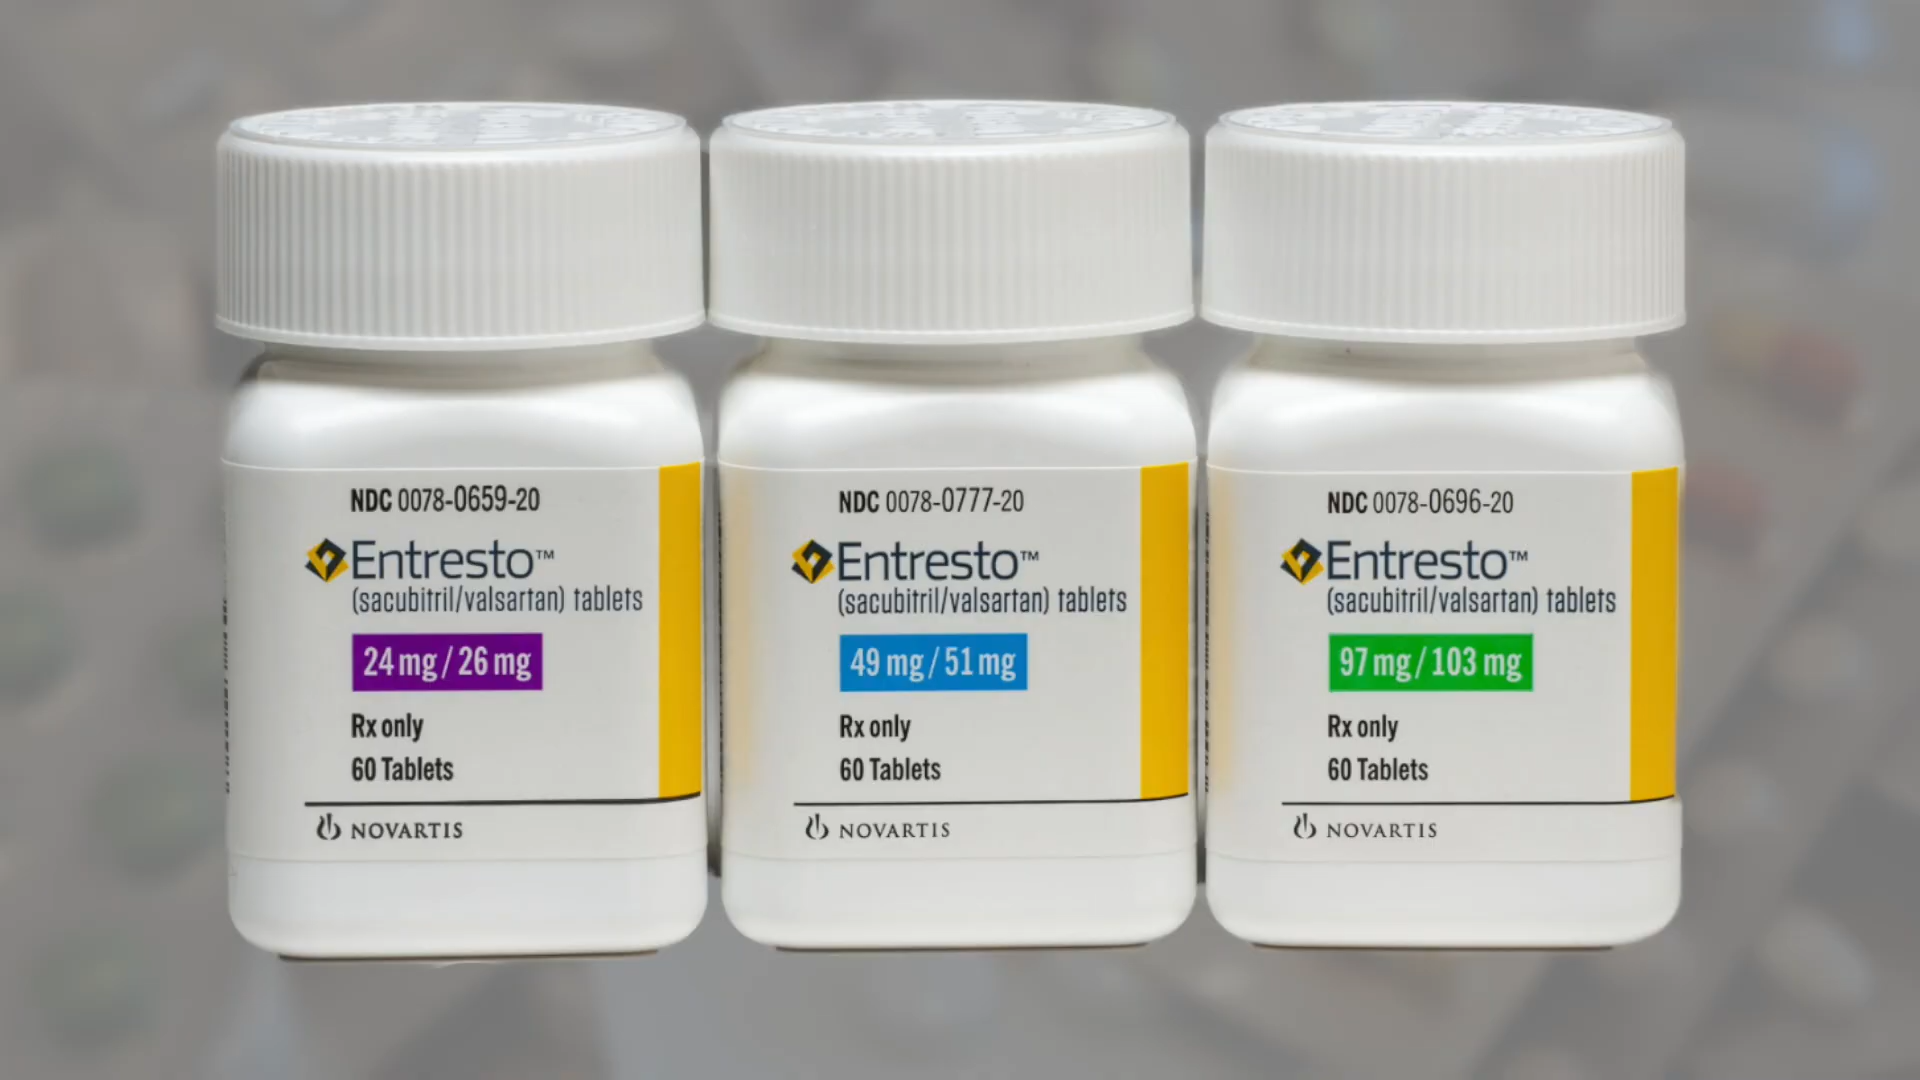 NDC 0078-0659-20
Entresto™
(sacubitril/valsartan) tablets
24 mg / 26 mg
Rx only
60 Tablets
NOVARTIS
NDC 0078-0777-20
Entresto™
(sacubitril/valsartan) tablets
49 mg / 51 mg
Rx only
60 Tablets
NOVARTIS
NDC 0078-0696-20
Entresto™
(sacubitril/valsartan) tablets
97 mg / 103 mg
Rx only
60 Tablets
NOVARTIS